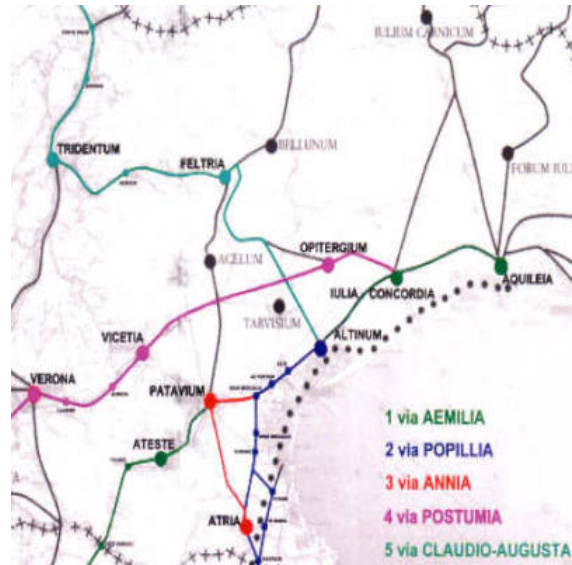 IULIUM CARNICUM
TRIDENTUM
BELLUNUM
FELTRIA
FORUM IULI
OPITERGIUM
ACELUM
IULIA CONCORDIA
AQUILEIA
TARVISIUM
VICETIA
ALTINUM
VERONA
PATAVIUM
ATESTE
ATRIA
1 via AEMILIA
2 via POPILLIA
3 via ANNIA
4 via POSTUMIA
5 via CLAUDIO-AUGUSTA